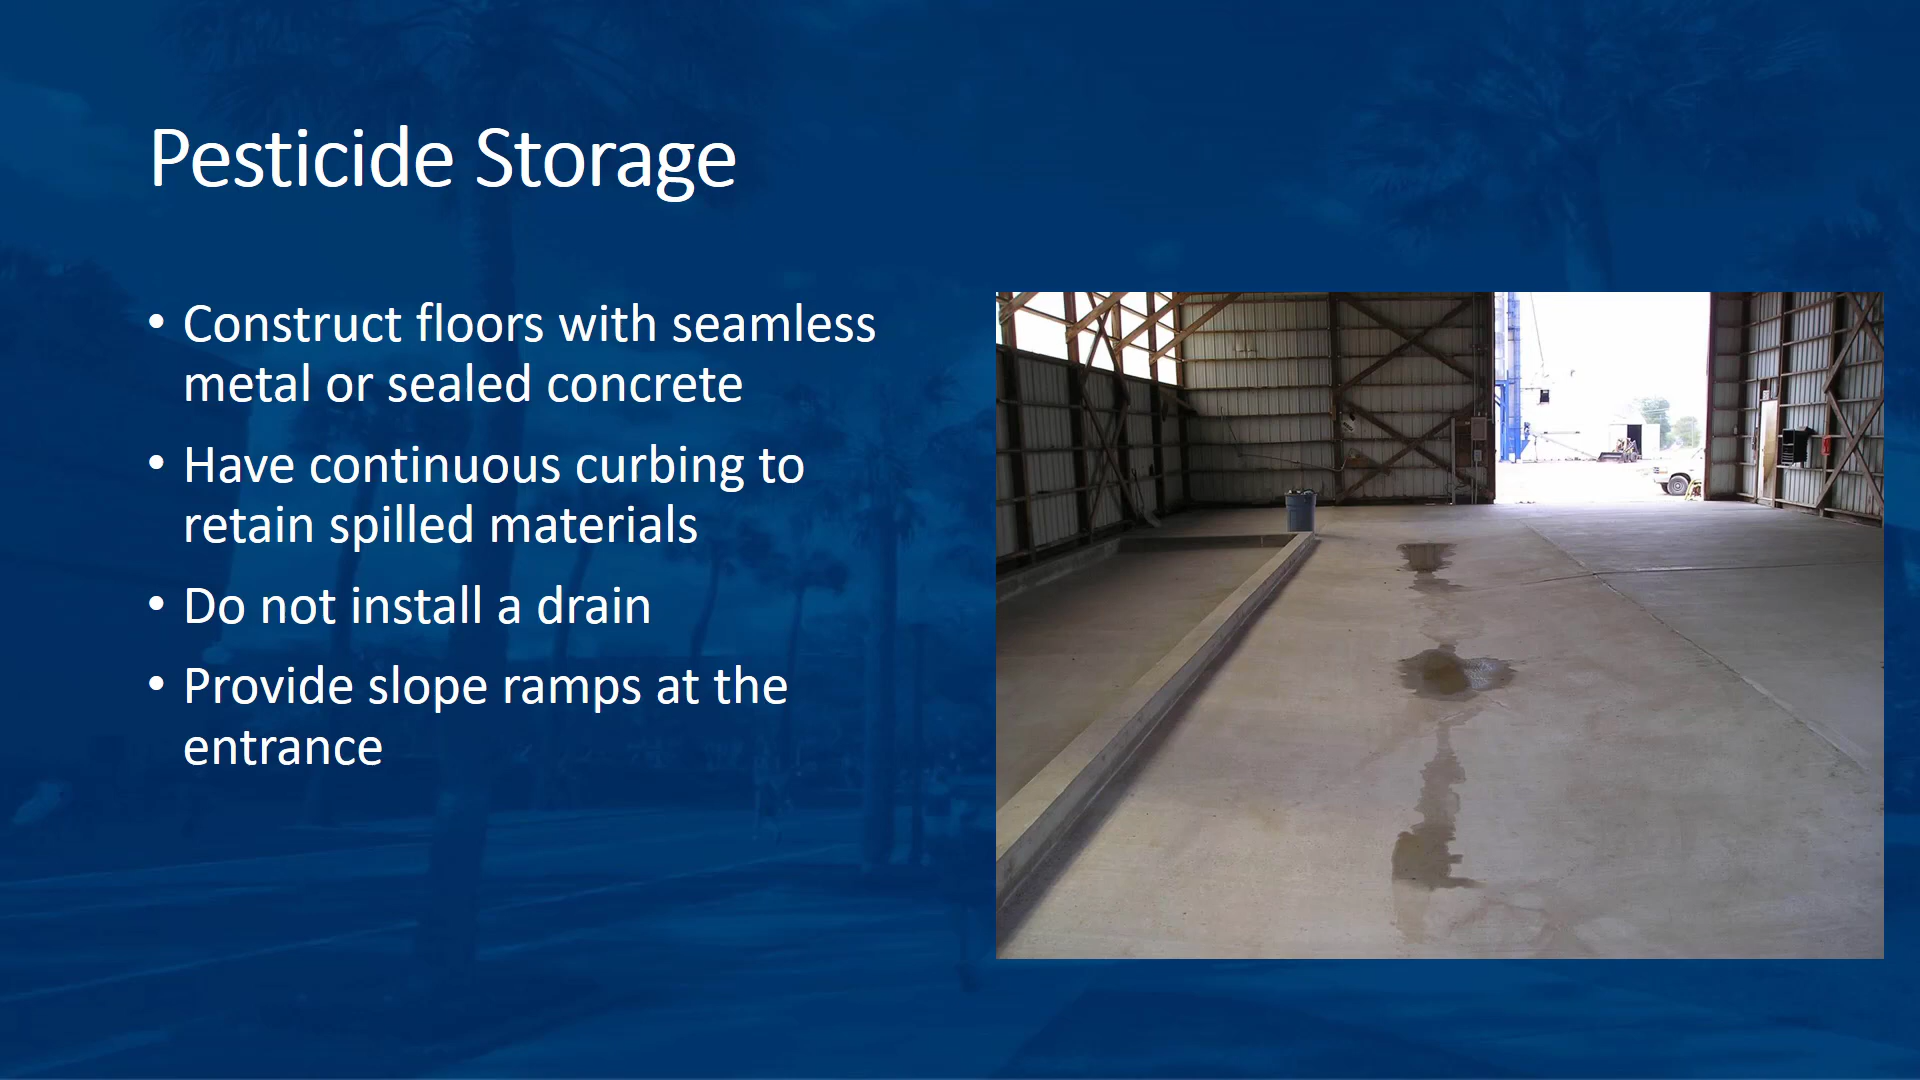 Pesticide Storage
• Construct floors with seamless
metal or sealed concrete
• Have continuous curbing to
retain spilled materials
• Do not install a drain
• Provide slope ramps at the
entrance